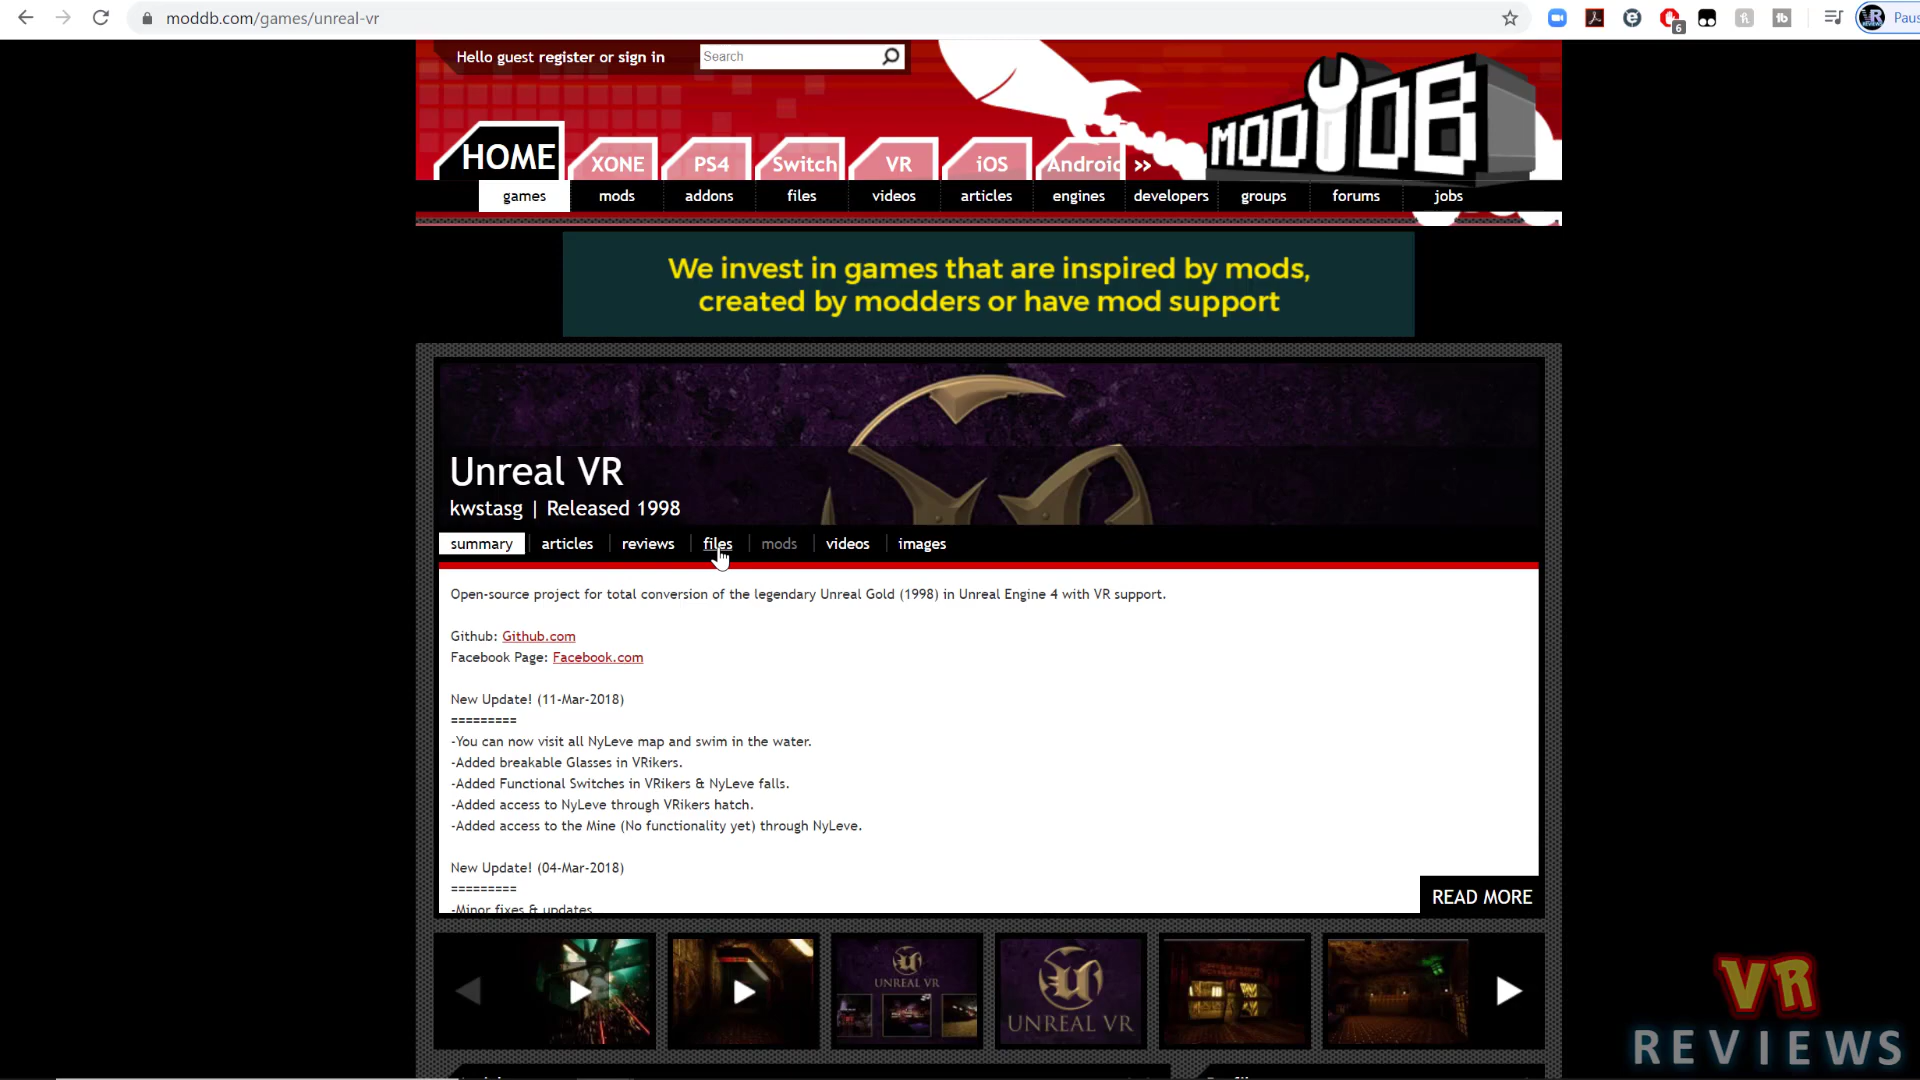 moddb.com/games/unreal-vr
6
Paus
Hello guest register or sign in
Search
MODDB
HOME
XONE
PS4
Switch
VR
iOS
Android
»
games
mods
addons
files
videos
articles
engines
developers
groups
forums
jobs
We invest in games that are inspired by mods,
created by modders or have mod support
Unreal VR
kwstasg | Released 1998
summary
articles
reviews
files
mods
videos
images
Open-source project for total conversion of the legendary Unreal Gold (1998) in Unreal Engine 4 with VR support.
Github: Github.com
Facebook Page: Facebook.com
New Update! (11-Mar-2018)
=========
-You can now visit all NyLeve map and swim in the water.
-Added breakable Glasses in VRikers.
-Added Functional Switches in VRikers & NyLeve falls.
-Added access to NyLeve through VRikers hatch.
-Added access to the Mine (No functionality yet) through NyLeve.
New Update! (04-Mar-2018)
=========
-Minor fixes & updates
READ MORE
UNREAL VR
UNREAL VR
VR
REVIEWS